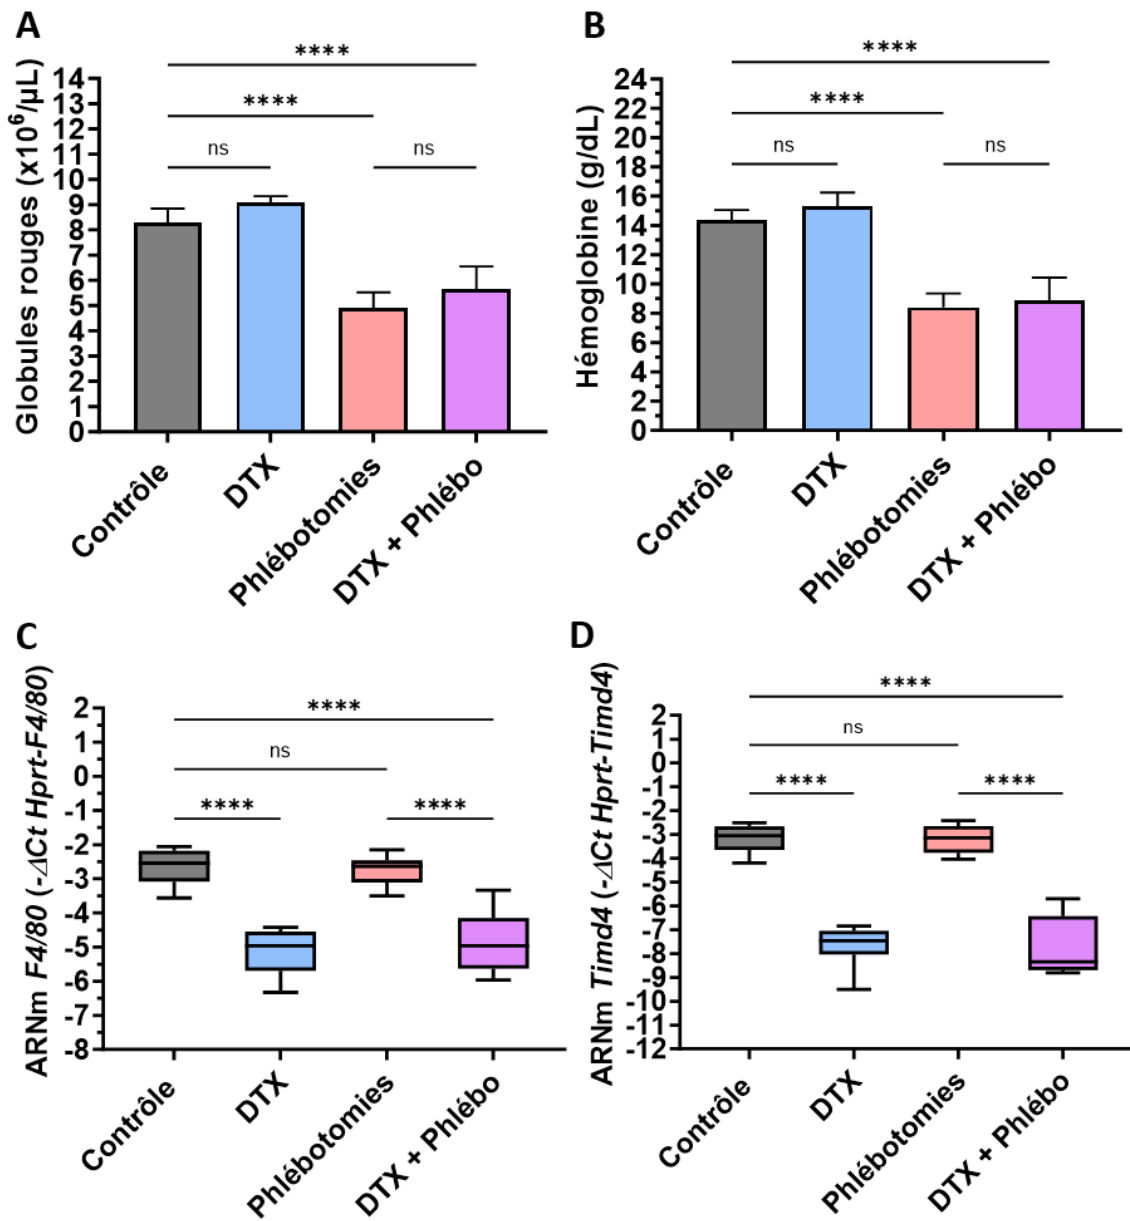 A
Globules rouges (x10⁶/µL)
14
13
12
11
10
9
8
7
6
5
4
3
2
1
0
****
****
ns
ns
Contrôle
DTX
Phlébotomies
DTX + Phlébo
B
Hémoglobine (g/dL)
24
22
20
18
16
14
12
10
8
6
4
2
0
****
****
ns
ns
Contrôle
DTX
Phlébotomies
DTX + Phlébo
C
ARNm F4/80 (-ΔCt Hprt-F4/80)
2
1
0
-1
-2
-3
-4
-5
-6
-7
-8
****
ns
****
****
Contrôle
DTX
Phlébotomies
DTX + Phlébo
D
ARNm Timd4 (-ΔCt Hprt-Timd4)
2
1
0
-1
-2
-3
-4
-5
-6
-7
-8
-9
-10
-11
-12
****
ns
****
****
Contrôle
DTX
Phlébotomies
DTX + Phlébo